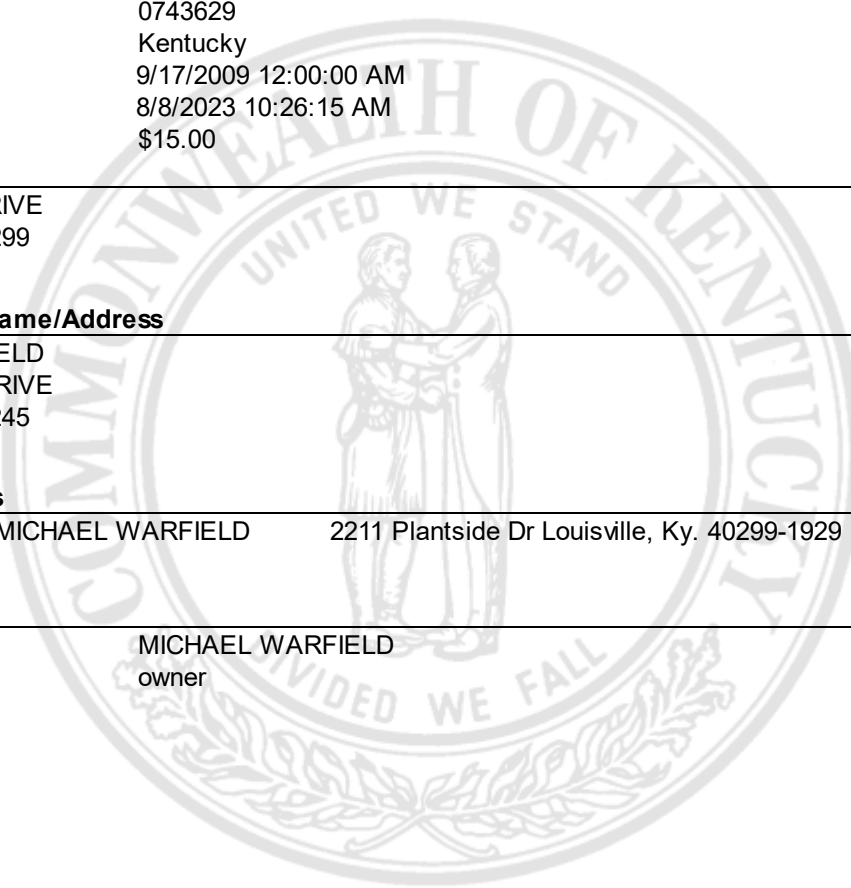 0743629
Kentucky
9/17/2009 12:00:00 AM
8/8/2023 10:26:15 AM
$15.00
RIVE
299
ame/Address
ELD
RIVE
245
s
MICHAEL WARFIELD 2211 Plantside Dr Louisville, Ky. 40299-1929
MICHAEL WARFIELD
owner
COMMONWEALTH OF KENTUCKY
UNITED WE STAND
DIVIDED WE FALL